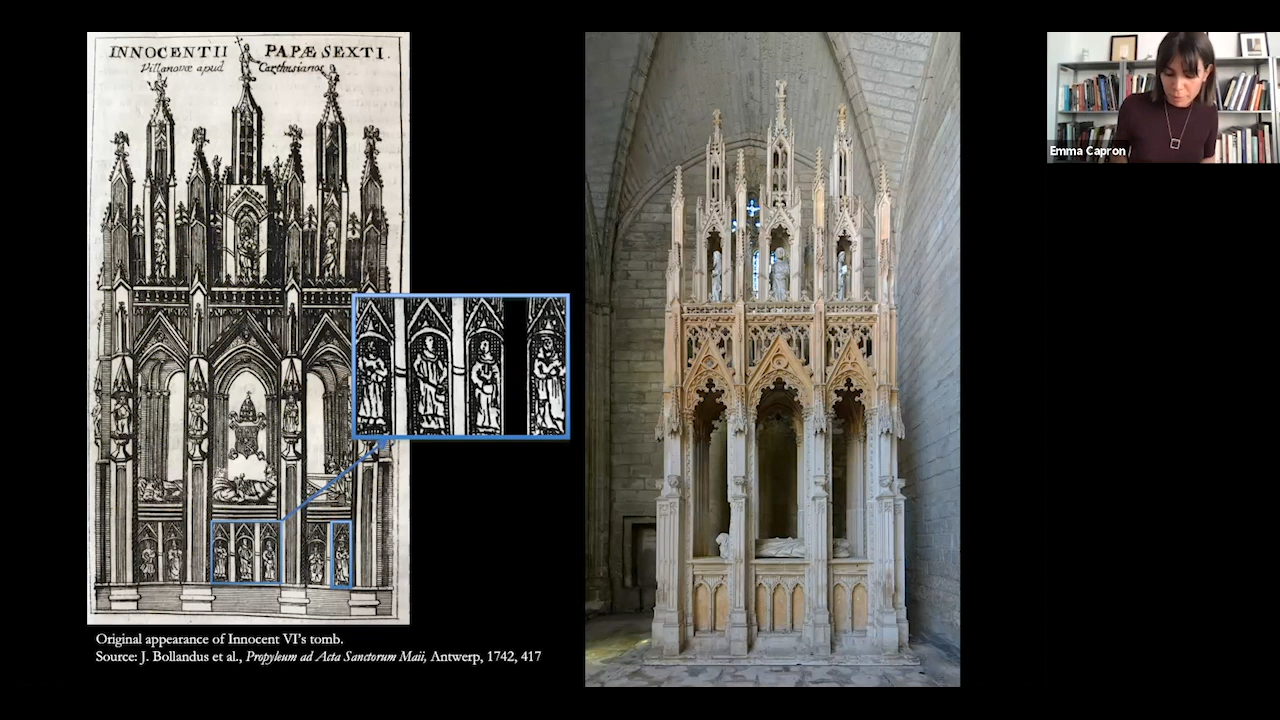 INNOCENTII PAPÆ SEXTI.
Villanovæ apud Carthusianos
Emma Capron
Original appearance of Innocent VI's tomb.
Source: J. Bollandus et al., Propyleum ad Acta Sanctorum Maii, Antwerp, 1742, 417